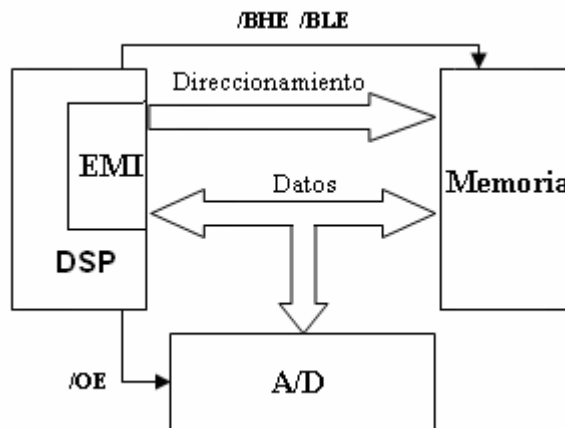 /BHE /BLE
Direccionamiento
EMI
Datos
Memoria
DSP
/OE
A/D